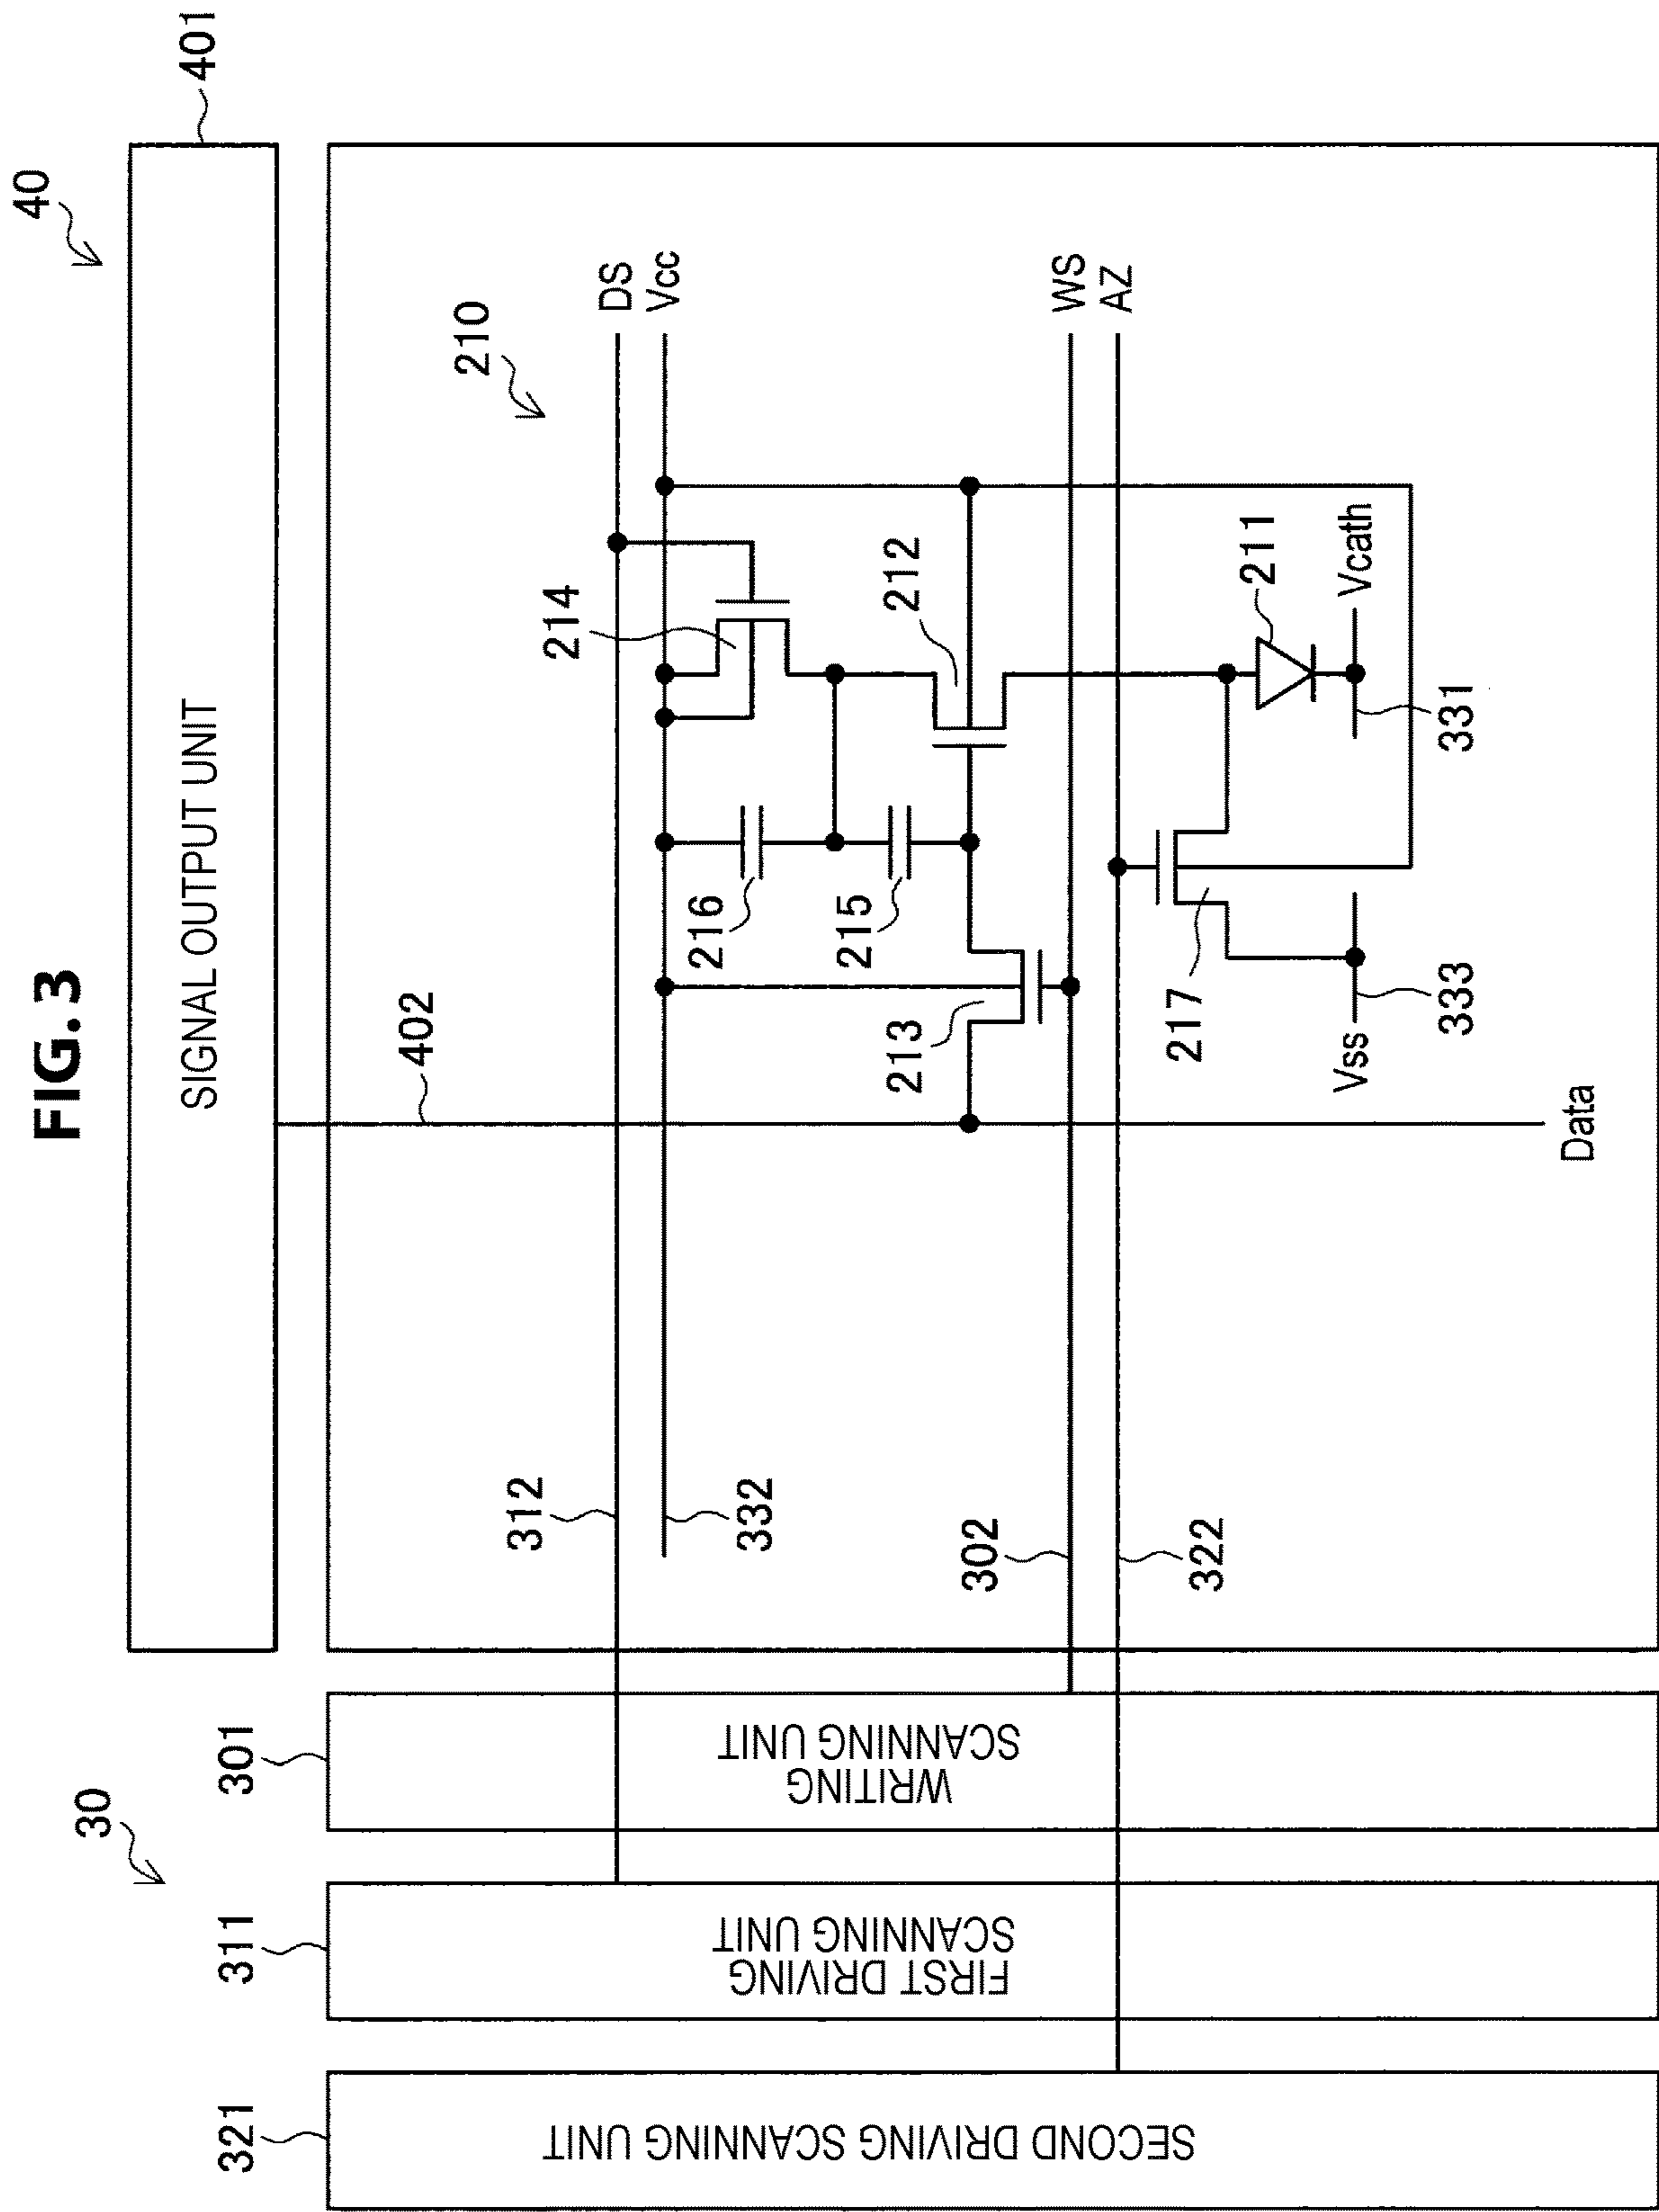 FIG. 3
40
401
SIGNAL OUTPUT UNIT
30
321
311
301
SECOND DRIVING SCANNING UNIT
FIRST DRIVING
SCANNING UNIT
WRITING
SCANNING UNIT
402
210
312
DS
332
Vcc
214
216
215
212
213
302
WS
322
AZ
217
211
Vss
333
331
Vcath
Data